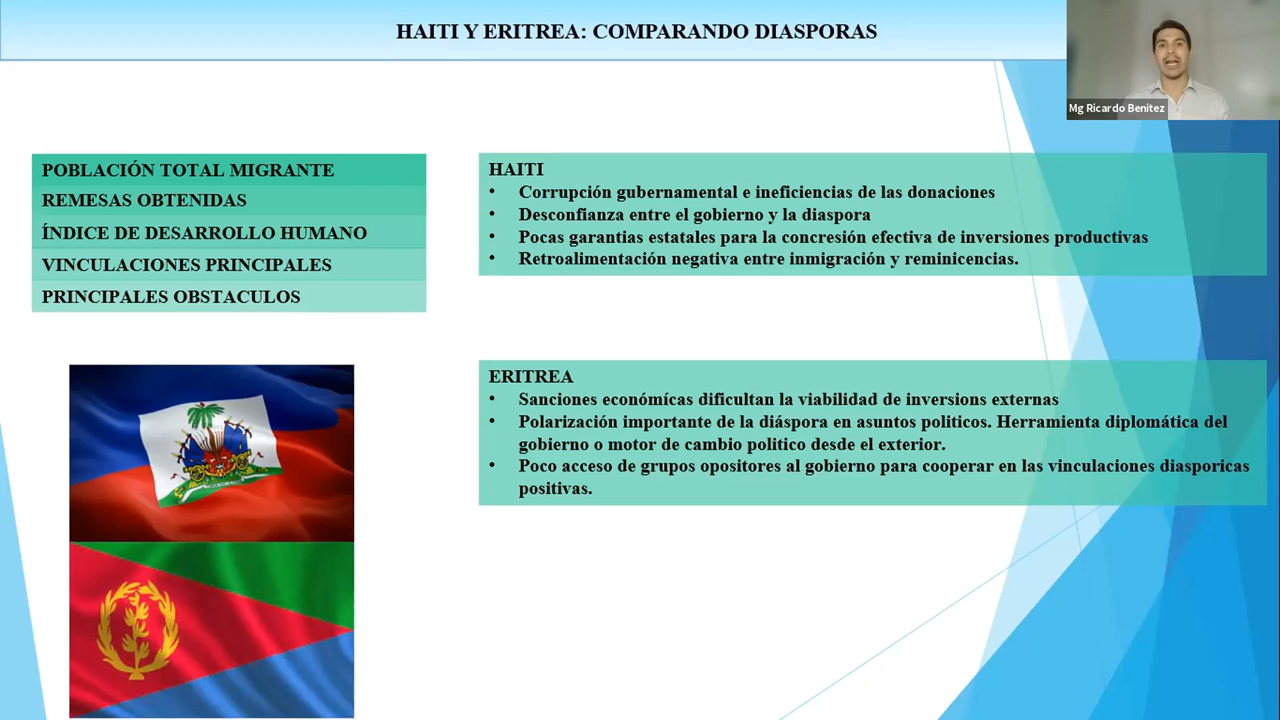 HAITI Y ERITREA: COMPARANDO DIASPORAS
Mg Ricardo Benítez
POBLACIÓN TOTAL MIGRANTE
REMESAS OBTENIDAS
ÍNDICE DE DESARROLLO HUMANO
VINCULACIONES PRINCIPALES
PRINCIPALES OBSTACULOS
HAITI
• Corrupción gubernamental e ineficiencias de las donaciones
• Desconfianza entre el gobierno y la diaspora
• Pocas garantias estatales para la concresión efectiva de inversiones productivas
• Retroalimentación negativa entre inmigración y reminicencias.
ERITREA
• Sanciones económícas dificultan la viabilidad de inversions externas
• Polarización importante de la diáspora en asuntos politicos. Herramienta diplomática del
gobierno o motor de cambio politico desde el exterior.
• Poco acceso de grupos opositores al gobierno para cooperar en las vinculaciones diasporicas
positivas.